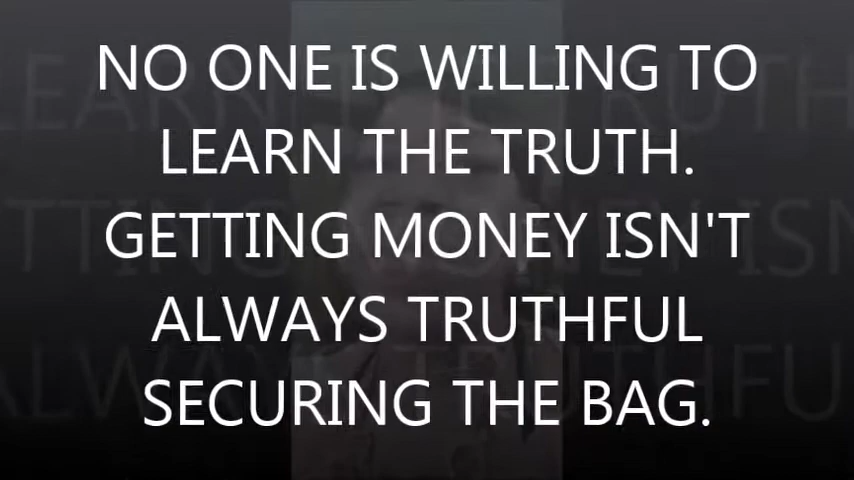 NO ONE IS WILLING TO
LEARN THE TRUTH.
GETTING MONEY ISN'T
ALWAYS TRUTHFUL
SECURING THE BAG.